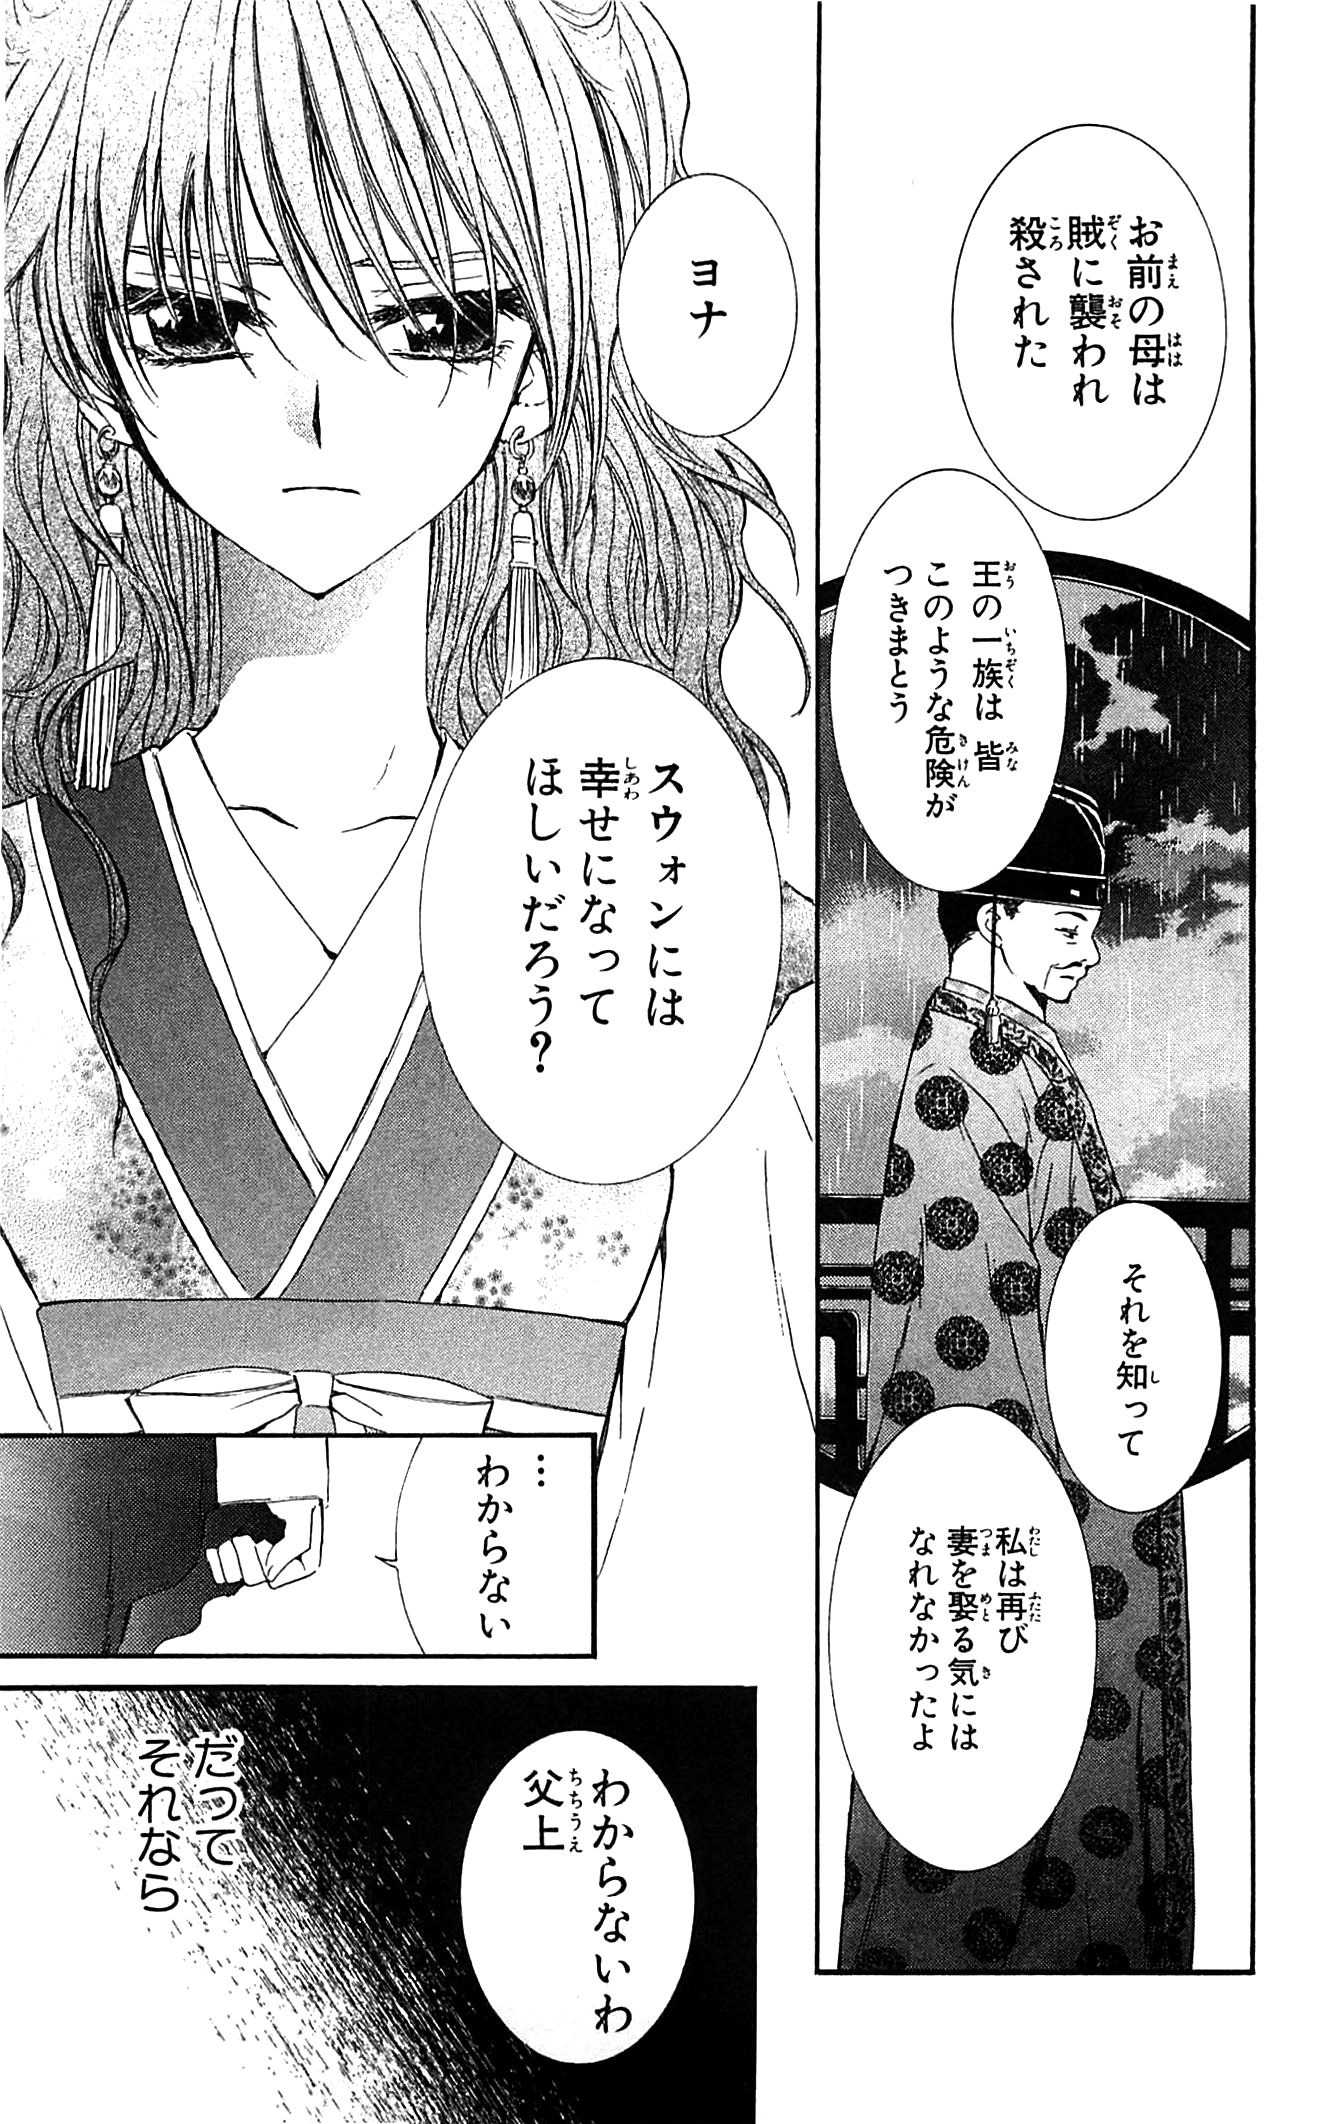 お前の母は
賊に襲われ
殺された
王の一族は 皆
このような危険が
つきまとう
それを知って
私は再び
妻を娶る気には
なれなかったよ
ヨナ
スウォンには
幸せになって
ほしいだろう?
…
わからない
わからないわ
父上
だって
それなら